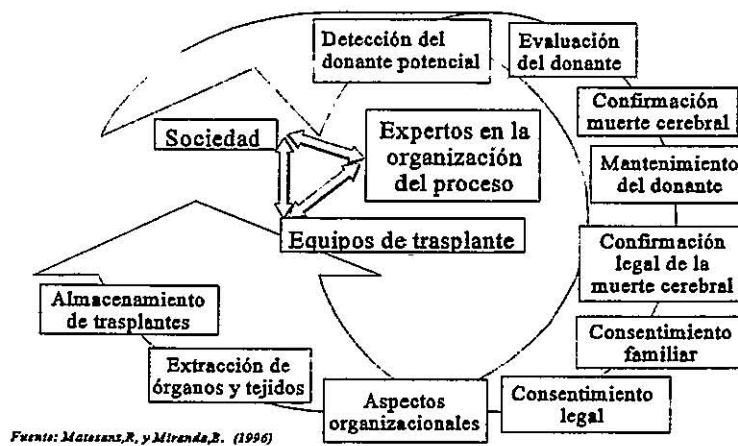 Detección del
donante potencial
Evaluación
del donante
Confirmación
muerte cerebral
Mantenimiento
del donante
Confirmación
legal de la
muerte cerebral
Consentimiento
familiar
Consentimiento
legal
Aspectos
organizacionales
Extracción de
órganos y tejidos
Almacenamiento
de trasplantes
Sociedad
Expertos en la
organización
del proceso
Equipos de trasplante
Fuente: Matesanz,R, y Miranda,B. (1996)